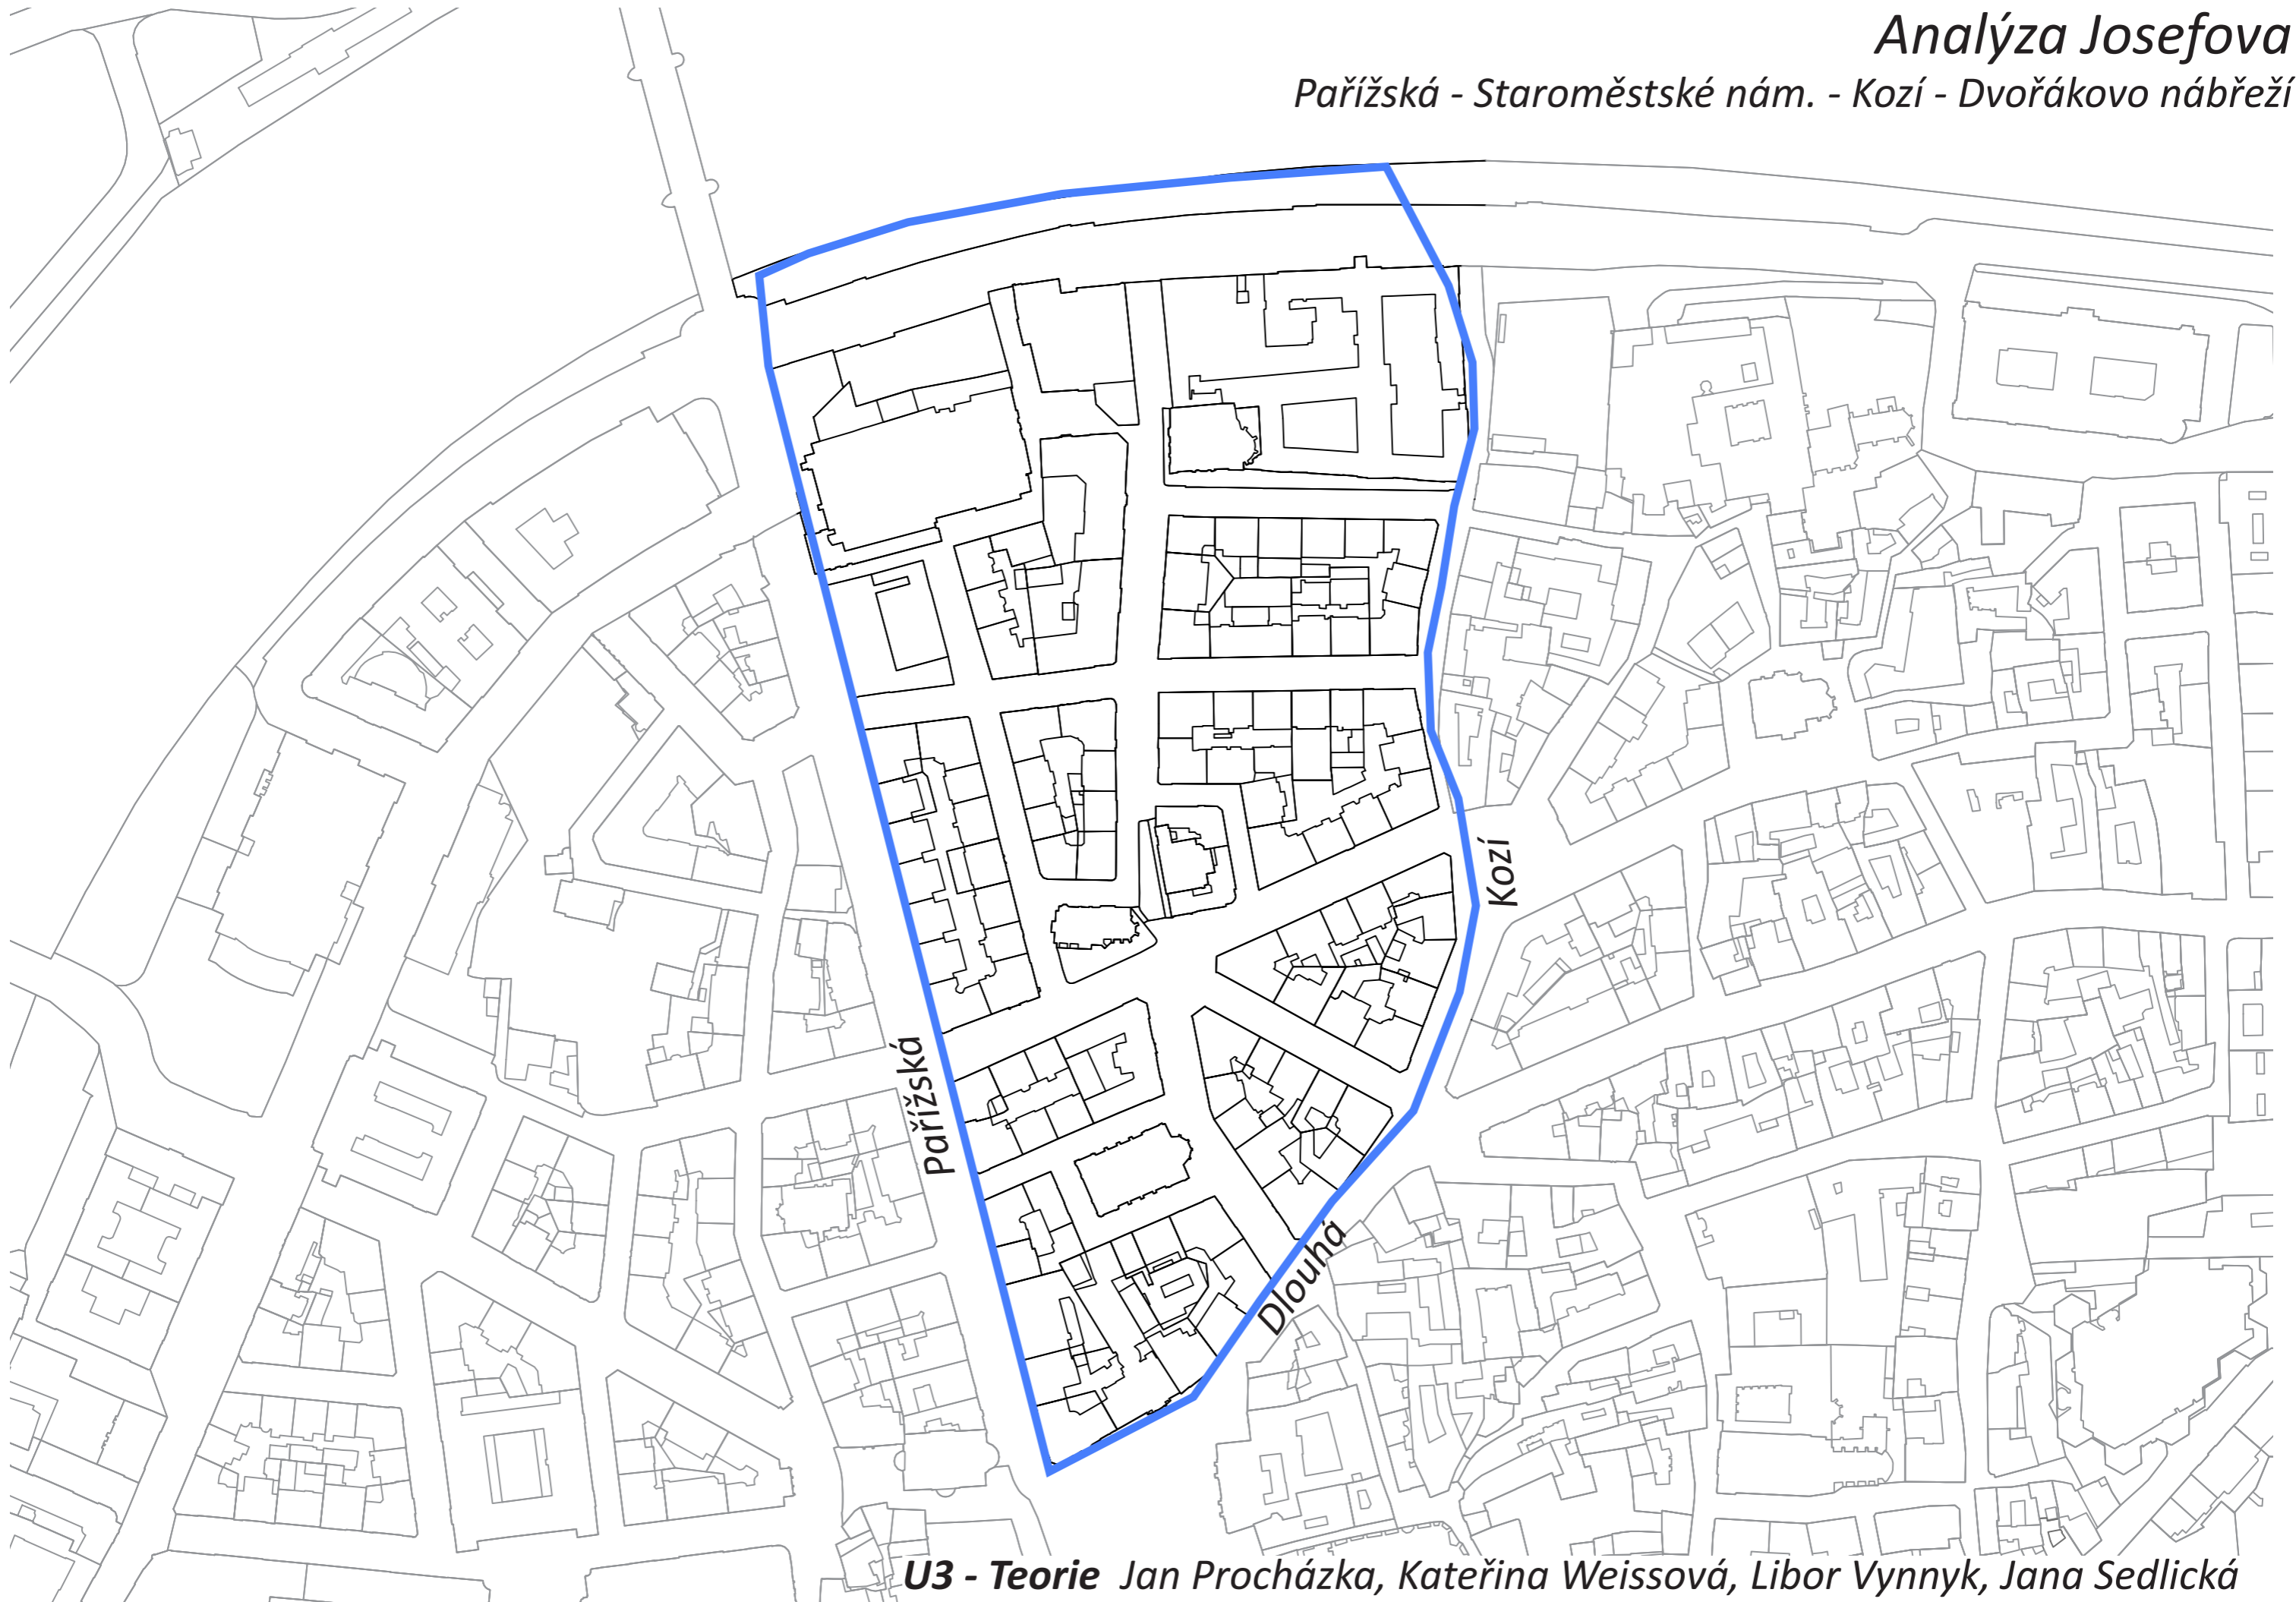 Analýza Josefova
Pařížská - Staroměstské nám. - Kozí - Dvořákovo nábřeží
Kozí
Pařížská
Dlouhá
U3 - Teorie Jan Procházka, Kateřina Weissová, Libor Vynnyk, Jana Sedlická